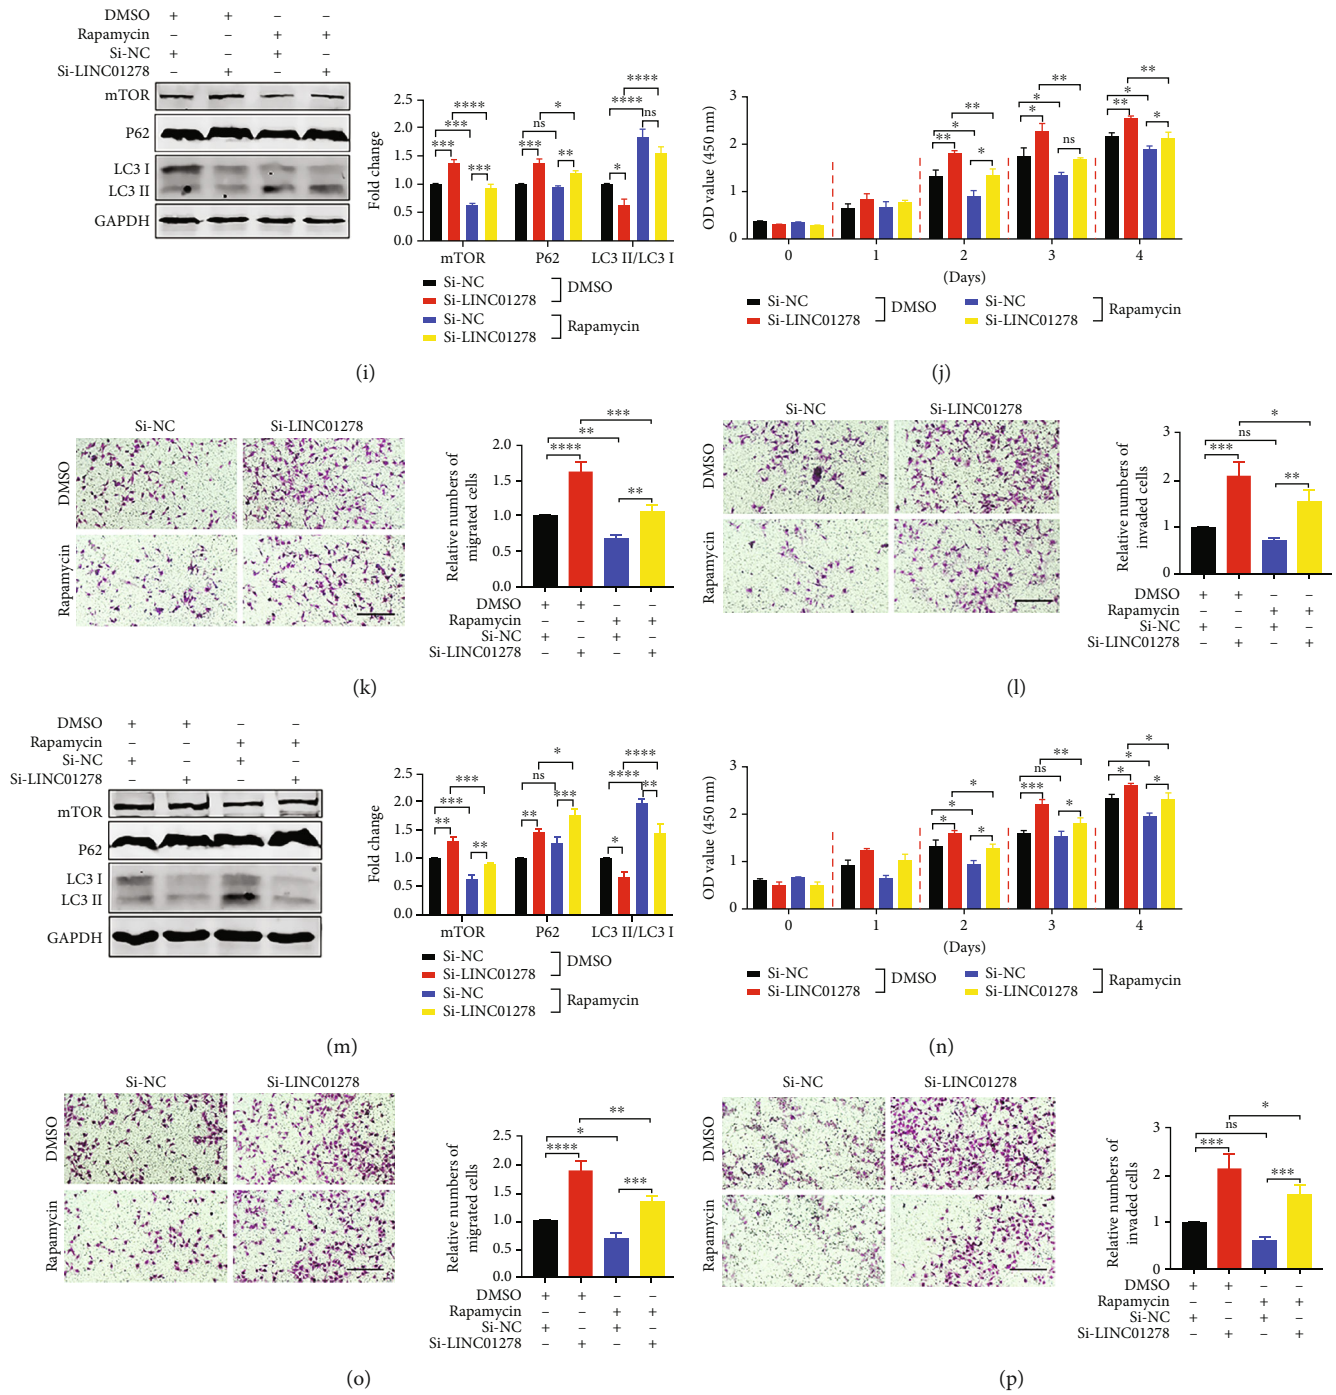 DMSO + + – –
Rapamycin – – + +
Si-NC + – + –
Si-LINC01278 – + – +
mTOR
P62
LC3 I
LC3 II
GAPDH
Fold change
2.5
2.0
1.5
1.0
0.5
0.0
**** * **** ****
*** ns ns
*** *** *** ** *
mTOR P62 LC3 II/LC3 I
Si-NC
Si-LINC01278
DMSO
Si-NC
Si-LINC01278
Rapamycin
(i)
OD value (450 nm)
3
2
1
0
** ** **
* * *
** * * ns ** *
0 1 2 3 4
(Days)
Si-NC
Si-LINC01278
DMSO
Si-NC
Si-LINC01278
Rapamycin
(j)
Si-NC Si-LINC01278
DMSO
Rapamycin
Relative numbers of
migrated cells
2.0
1.5
1.0
0.5
0.0
***
**
****
**
DMSO + + – –
Rapamycin – – + +
Si-NC + – + –
Si-LINC01278 – + – +
(k)
Si-NC Si-LINC01278
DMSO
Rapamycin
Relative numbers of
invaded cells
3
2
1
0
*
ns
***
**
DMSO + + – –
Rapamycin – – + +
Si-NC + – + –
Si-LINC01278 – + – +
(l)
DMSO + + – –
Rapamycin – – + +
Si-NC + – + –
Si-LINC01278 – + – +
mTOR
P62
LC3 I
LC3 II
GAPDH
Fold change
2.5
2.0
1.5
1.0
0.5
0.0
*** * ****
*** ns ****
** ** ** *** * **
mTOR P62 LC3 II/LC3 I
Si-NC
Si-LINC01278
DMSO
Si-NC
Si-LINC01278
Rapamycin
(m)
OD value (450 nm)
3
2
1
0
* ** *
* ns *
* * *** * * *
0 1 2 3 4
(Days)
Si-NC
Si-LINC01278
DMSO
Si-NC
Si-LINC01278
Rapamycin
(n)
Si-NC Si-LINC01278
DMSO
Rapamycin
Relative numbers of
migrated cells
2.5
2.0
1.5
1.0
0.5
0.0
**
*
****
***
DMSO + + – –
Rapamycin – – + +
Si-NC + – + –
Si-LINC01278 – + – +
(o)
Si-NC Si-LINC01278
DMSO
Rapamycin
Relative numbers of
invaded cells
3
2
1
0
*
ns
***
***
DMSO + + – –
Rapamycin – – + +
Si-NC + – + –
Si-LINC01278 – + – +
(p)